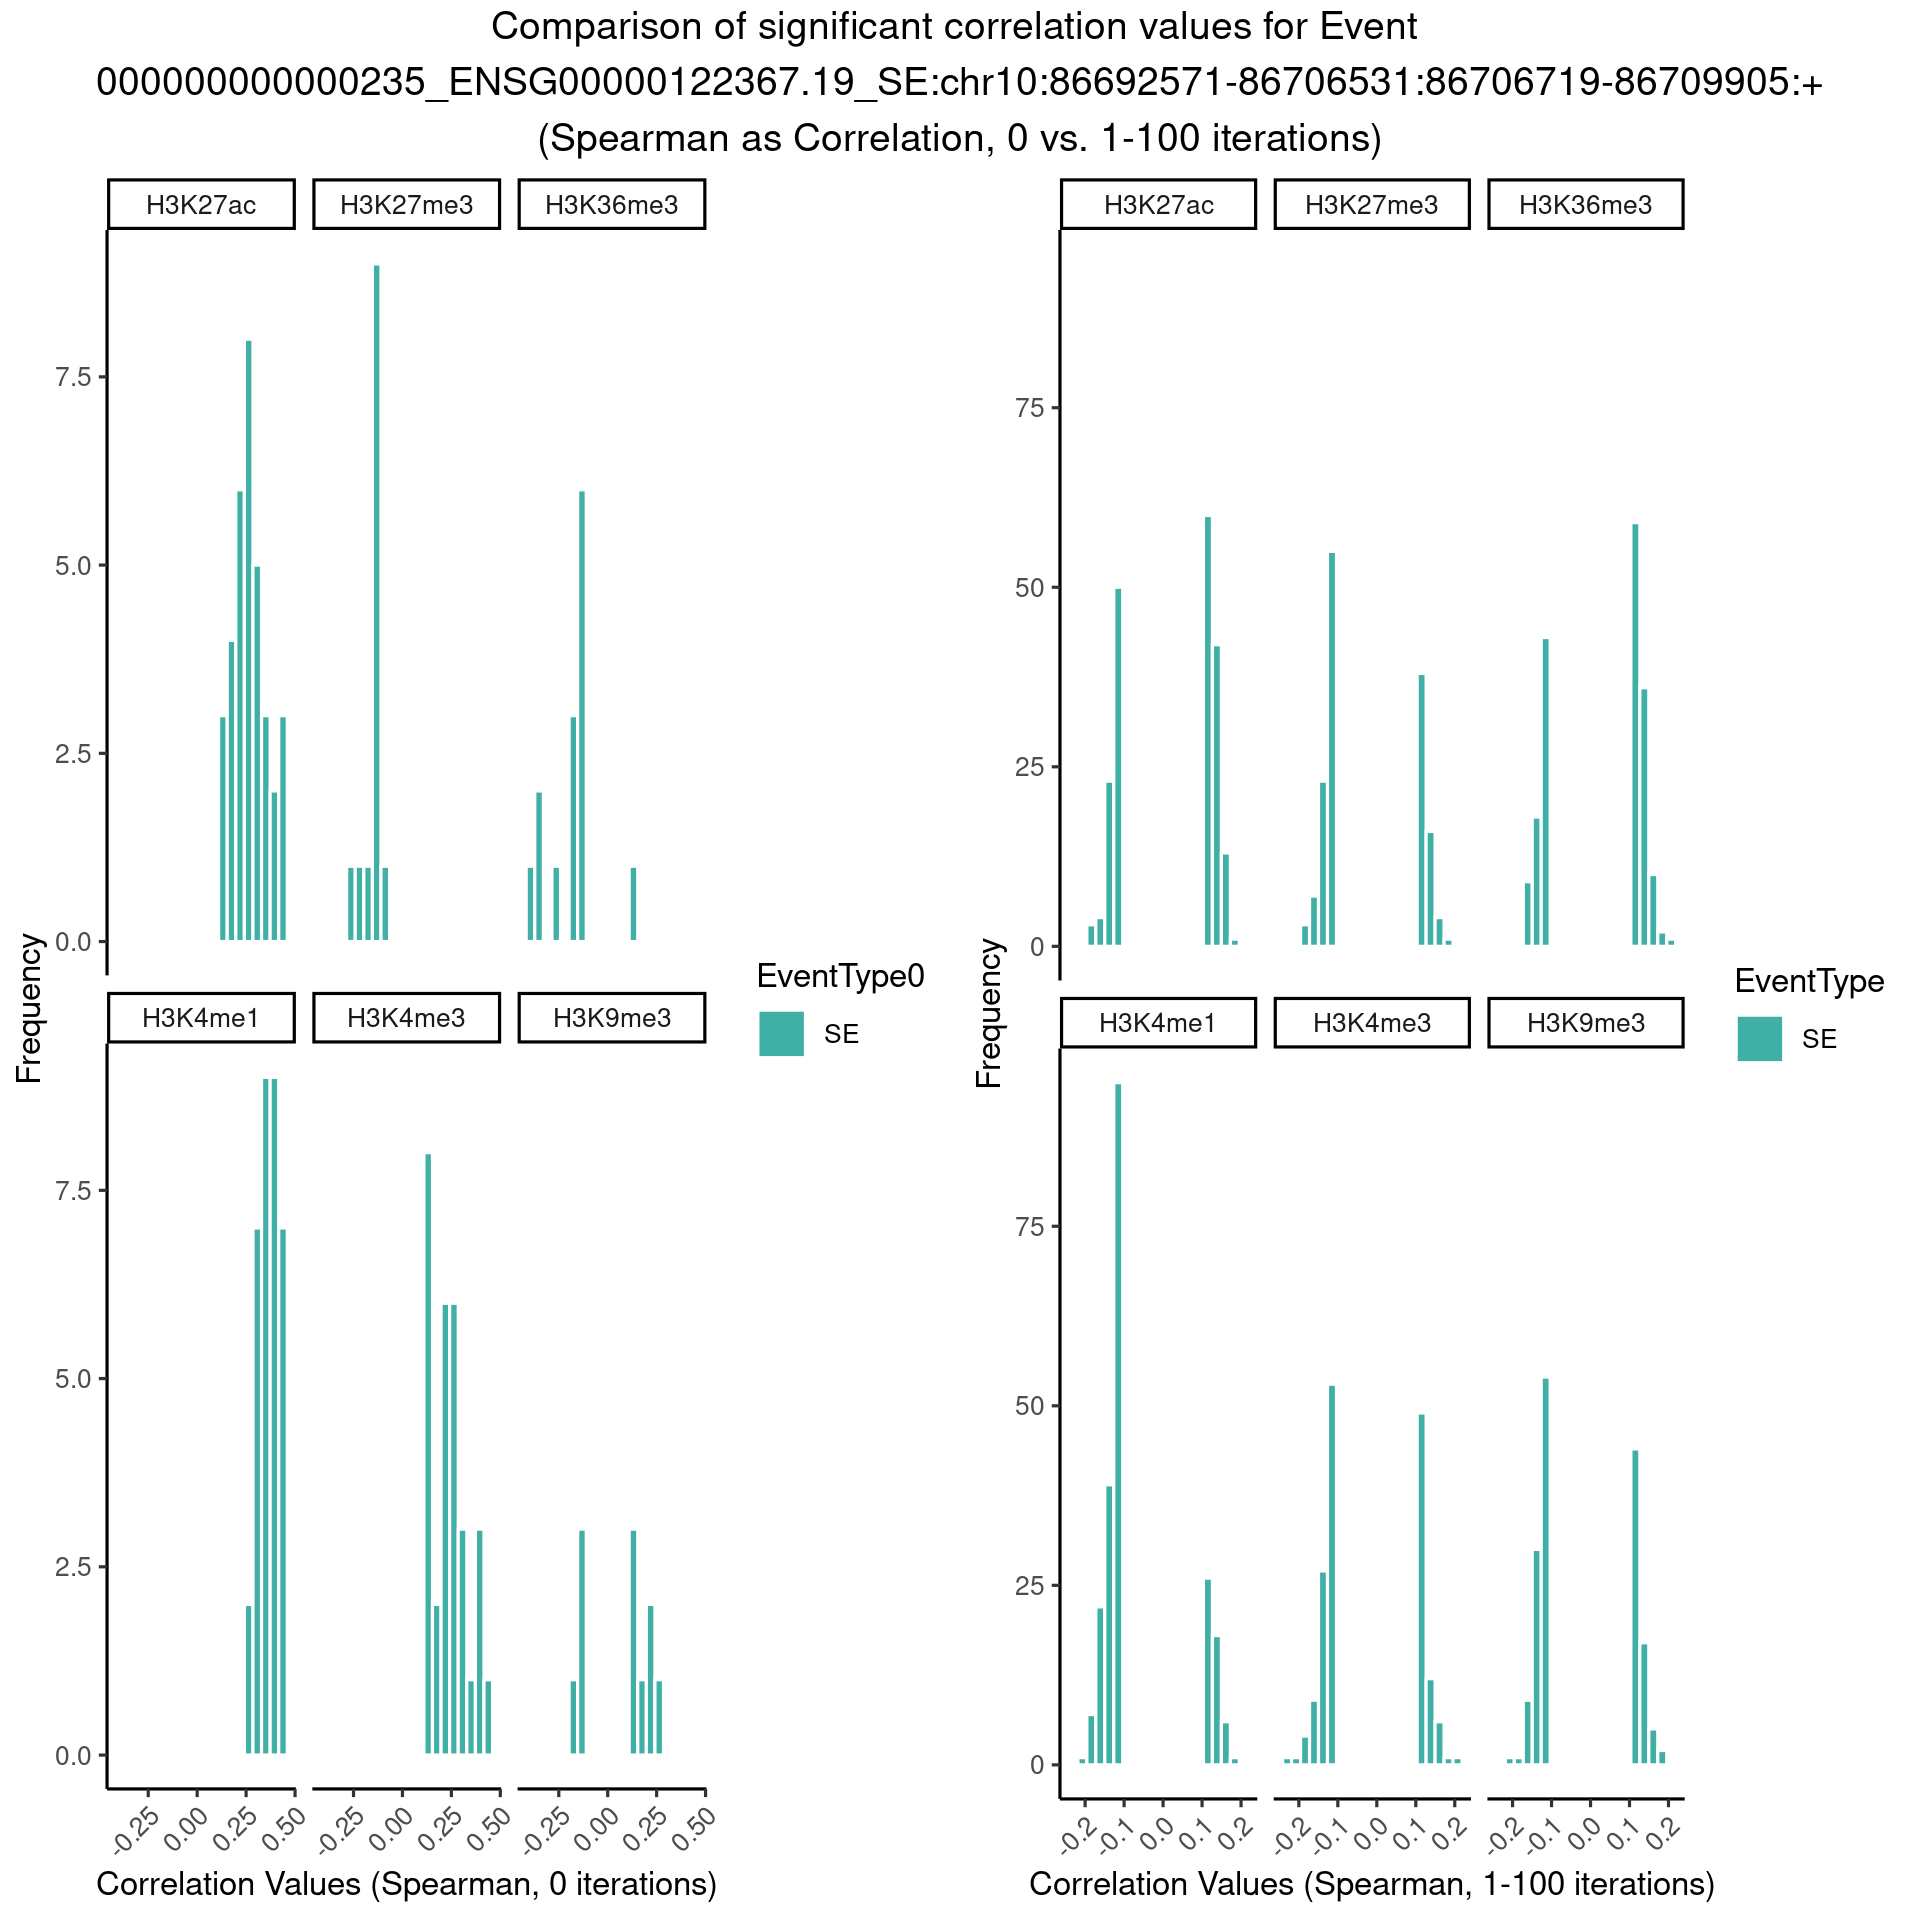 Comparison of significant correlation values for Event
000000000000235_ENSG00000122367.19_SE:chr10:86692571-86706531:86706719-86709905:+
(Spearman as Correlation, 0 vs. 1-100 iterations)
H3K27ac H3K27me3 H3K36me3
7.5
5.0
2.5
0.0
H3K4me1 H3K4me3 H3K9me3
7.5
5.0
2.5
0.0
-0.25 0.00 0.25 0.50 -0.25 0.00 0.25 0.50 -0.25 0.00 0.25 0.50
Frequency
Correlation Values (Spearman, 0 iterations)
EventType0
SE
H3K27ac H3K27me3 H3K36me3
75
50
25
0
H3K4me1 H3K4me3 H3K9me3
75
50
25
0
-0.2 -0.1 0.0 0.1 0.2 -0.2 -0.1 0.0 0.1 0.2 -0.2 -0.1 0.0 0.1 0.2
Frequency
Correlation Values (Spearman, 1-100 iterations)
EventType
SE